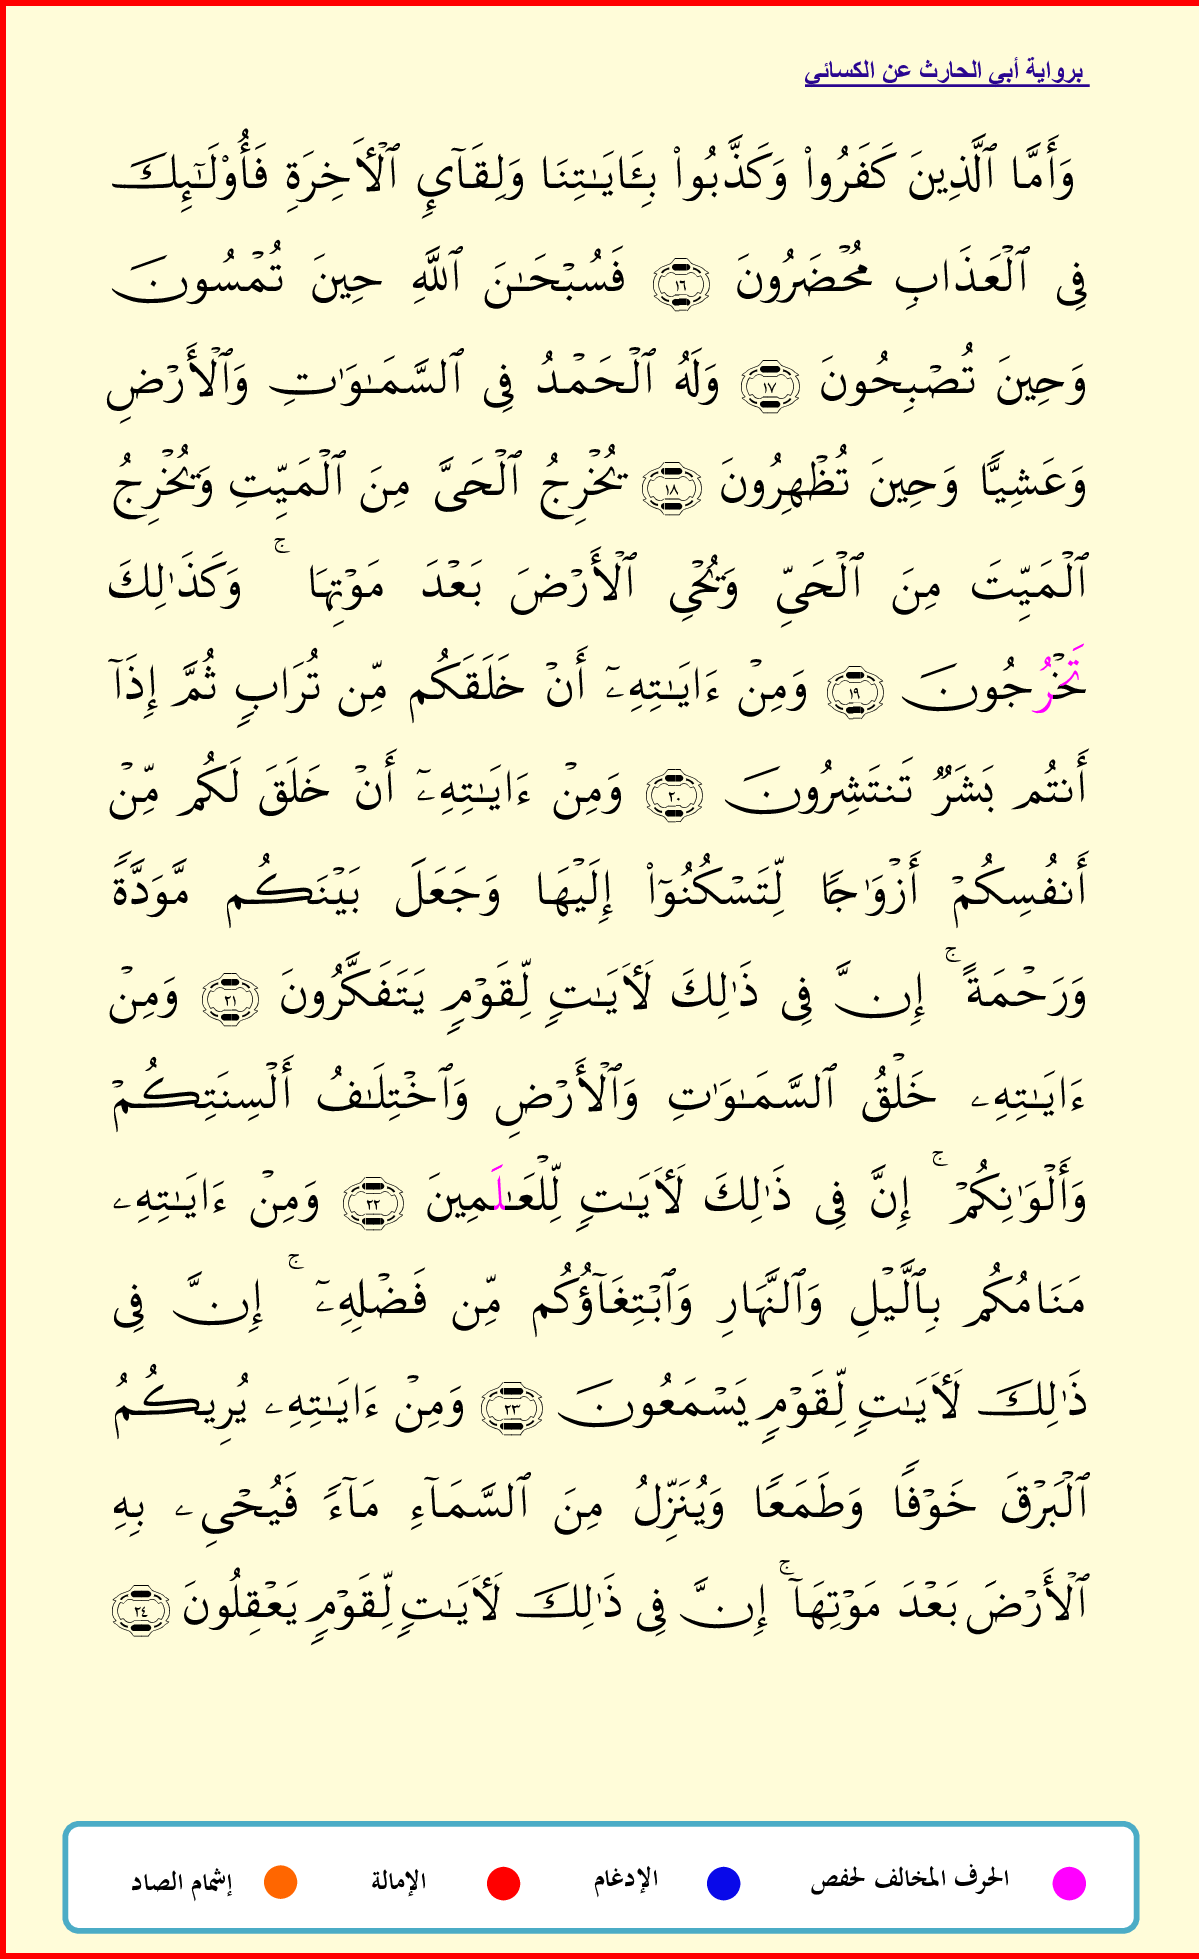 برواية أبي الحارث عن الكسائي
وَأَمَّا ٱلَّذِينَ كَفَرُوا۟ وَكَذَّبُوا۟ بِـَٔايَـٰتِنَا وَلِقَآئِ ٱلْأَخِرَةِ فَأُو۟لَـٰٓئِكَ
فِى ٱلْعَذَابِ مُحْضَرُونَ ١٦ فَسُبْحَـٰنَ ٱللَّهِ حِينَ تُمْسُونَ
وَحِينَ تُصْبِحُونَ ١٧ وَلَهُ ٱلْحَمْدُ فِى ٱلسَّمَـٰوَٰتِ وَٱلْأَرْضِ
وَعَشِيًّا وَحِينَ تُظْهِرُونَ ١٨ يُخْرِجُ ٱلْحَىَّ مِنَ ٱلْمَيِّتِ وَيُخْرِجُ
ٱلْمَيِّتَ مِنَ ٱلْحَىِّ وَيُحْىِ ٱلْأَرْضَ بَعْدَ مَوْتِهَا ۚ وَكَذَٰلِكَ
تَخْرُجُونَ ١٩ وَمِنْ ءَايَـٰتِهِۦٓ أَنْ خَلَقَكُم مِّن تُرَابٍ ثُمَّ إِذَآ
أَنتُم بَشَرٌ تَنتَشِرُونَ ٢٠ وَمِنْ ءَايَـٰتِهِۦٓ أَنْ خَلَقَ لَكُم مِّنْ
أَنفُسِكُمْ أَزْوَٰجًا لِّتَسْكُنُوٓا۟ إِلَيْهَا وَجَعَلَ بَيْنَكُم مَّوَدَّةً
وَرَحْمَةً ۚ إِنَّ فِى ذَٰلِكَ لَأَيَـٰتٍ لِّقَوْمٍ يَتَفَكَّرُونَ ٢١ وَمِنْ
ءَايَـٰتِهِۦ خَلْقُ ٱلسَّمَـٰوَٰتِ وَٱلْأَرْضِ وَٱخْتِلَـٰفُ أَلْسِنَتِكُمْ
وَأَلْوَٰنِكُمْ ۚ إِنَّ فِى ذَٰلِكَ لَأَيَـٰتٍ لِّلْعَـٰلَمِينَ ٢٢ وَمِنْ ءَايَـٰتِهِۦ
مَنَامُكُم بِٱلَّيْلِ وَٱلنَّهَارِ وَٱبْتِغَآؤُكُم مِّن فَضْلِهِۦٓ ۚ إِنَّ فِى
ذَٰلِكَ لَأَيَـٰتٍ لِّقَوْمٍ يَسْمَعُونَ ٢٣ وَمِنْ ءَايَـٰتِهِۦ يُرِيكُمُ
ٱلْبَرْقَ خَوْفًا وَطَمَعًا وَيُنَزِّلُ مِنَ ٱلسَّمَآءِ مَآءً فَيُحْىِۦ بِهِ
ٱلْأَرْضَ بَعْدَ مَوْتِهَآ ۚ إِنَّ فِى ذَٰلِكَ لَأَيَـٰتٍ لِّقَوْمٍ يَعْقِلُونَ ٢٤
الحرف المخالف لحفص الإدغام الإمالة إشمام الصاد